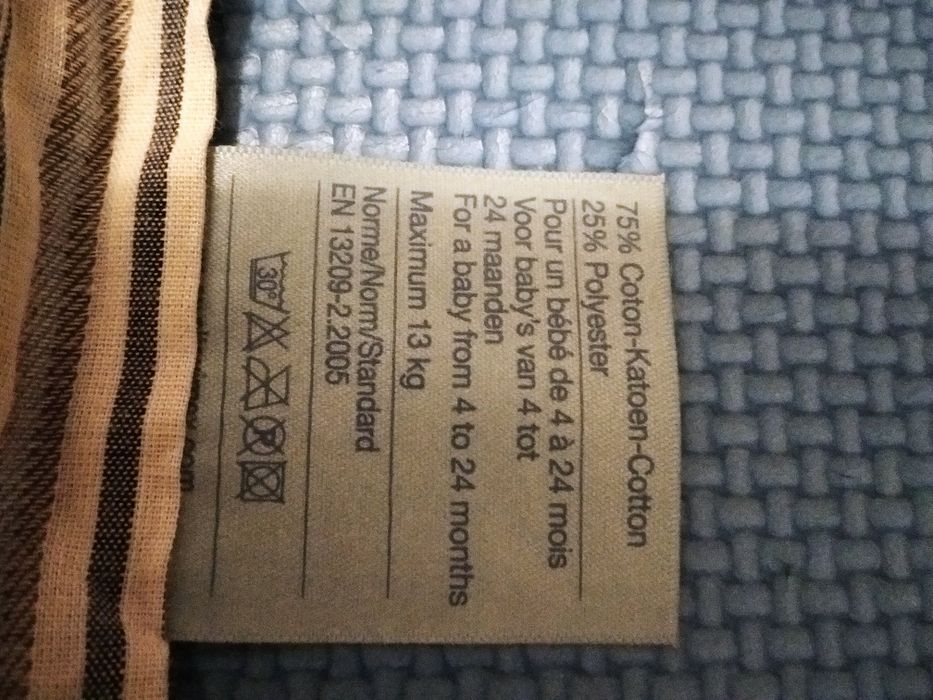 75% Coton-Katoen-Cotton
25% Polyester
Pour un bébé de 4 à 24 mois
Voor baby's van 4 tot
24 maanden
For a baby from 4 to 24 months
Maximum 13 kg
Norme/Norm/Standard
EN 13209-2.2005
30° P